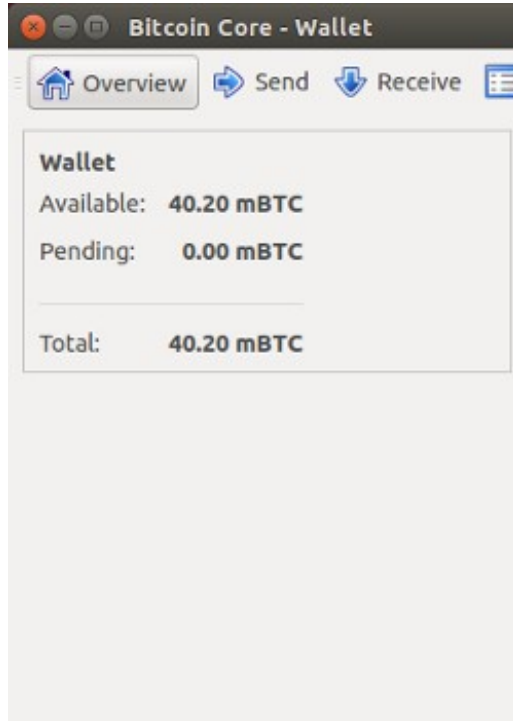 Bitcoin Core - Wallet
Overview Send Receive
Wallet
Available: 40.20 mBTC
Pending: 0.00 mBTC
Total: 40.20 mBTC